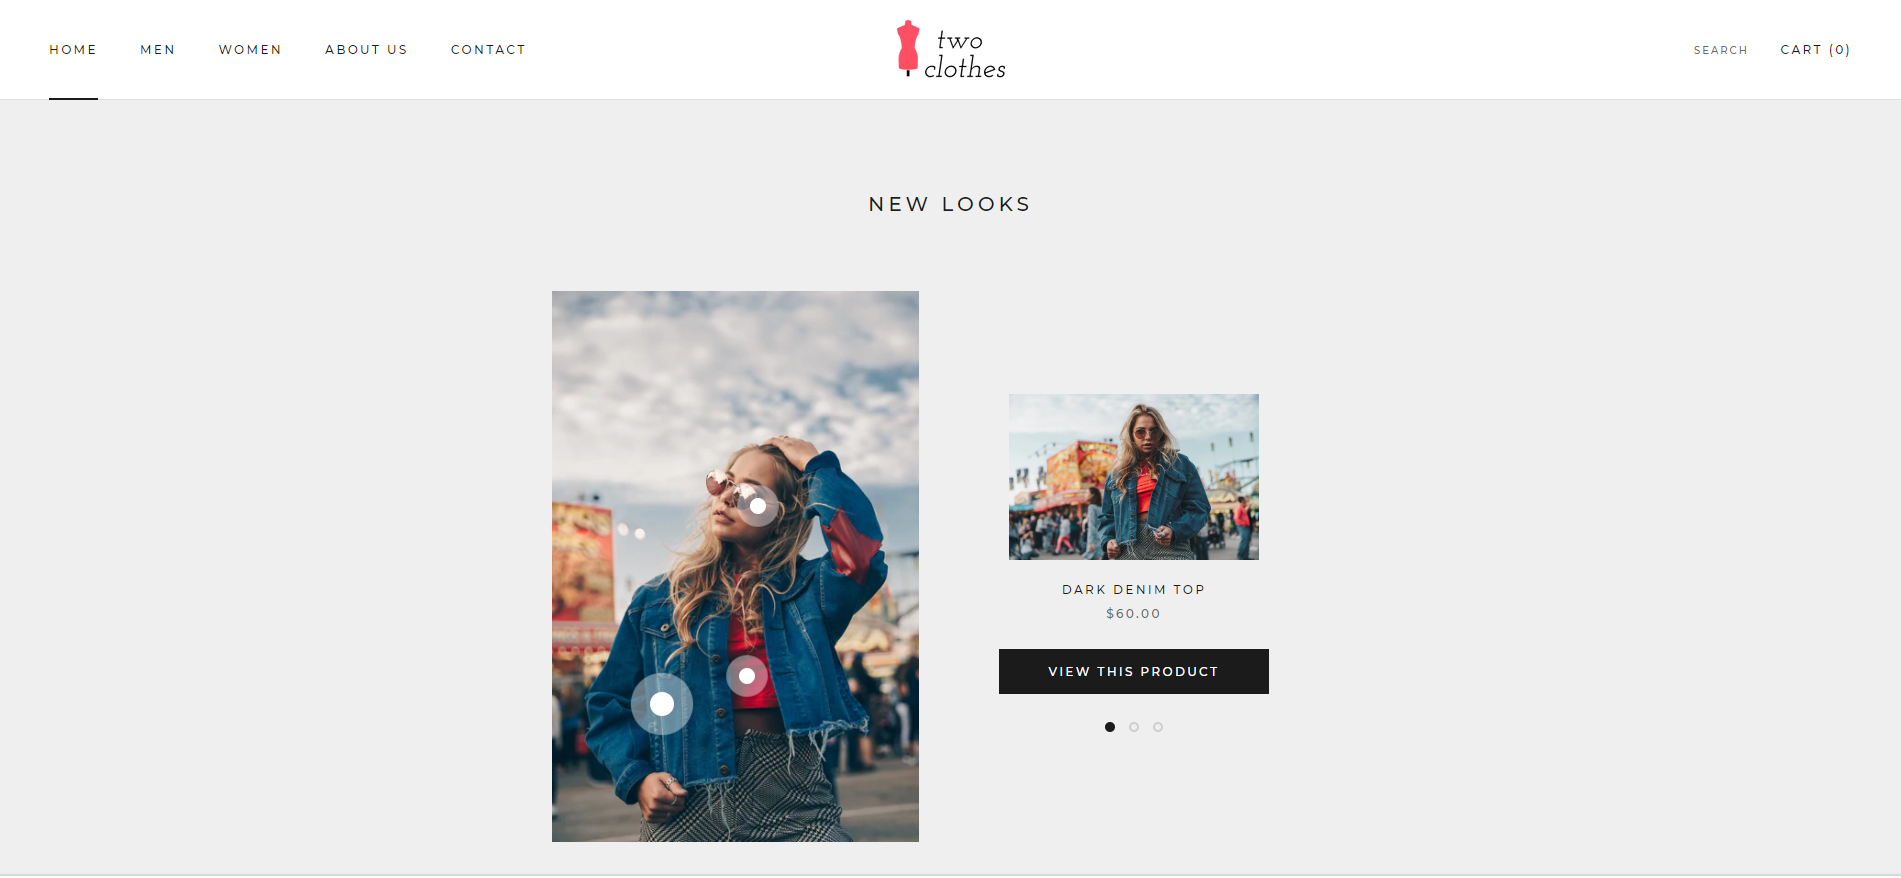 HOME MEN WOMEN ABOUT US CONTACT
two
clothes
SEARCH CART (0)
NEW LOOKS
DARK DENIM TOP
$60.00
VIEW THIS PRODUCT